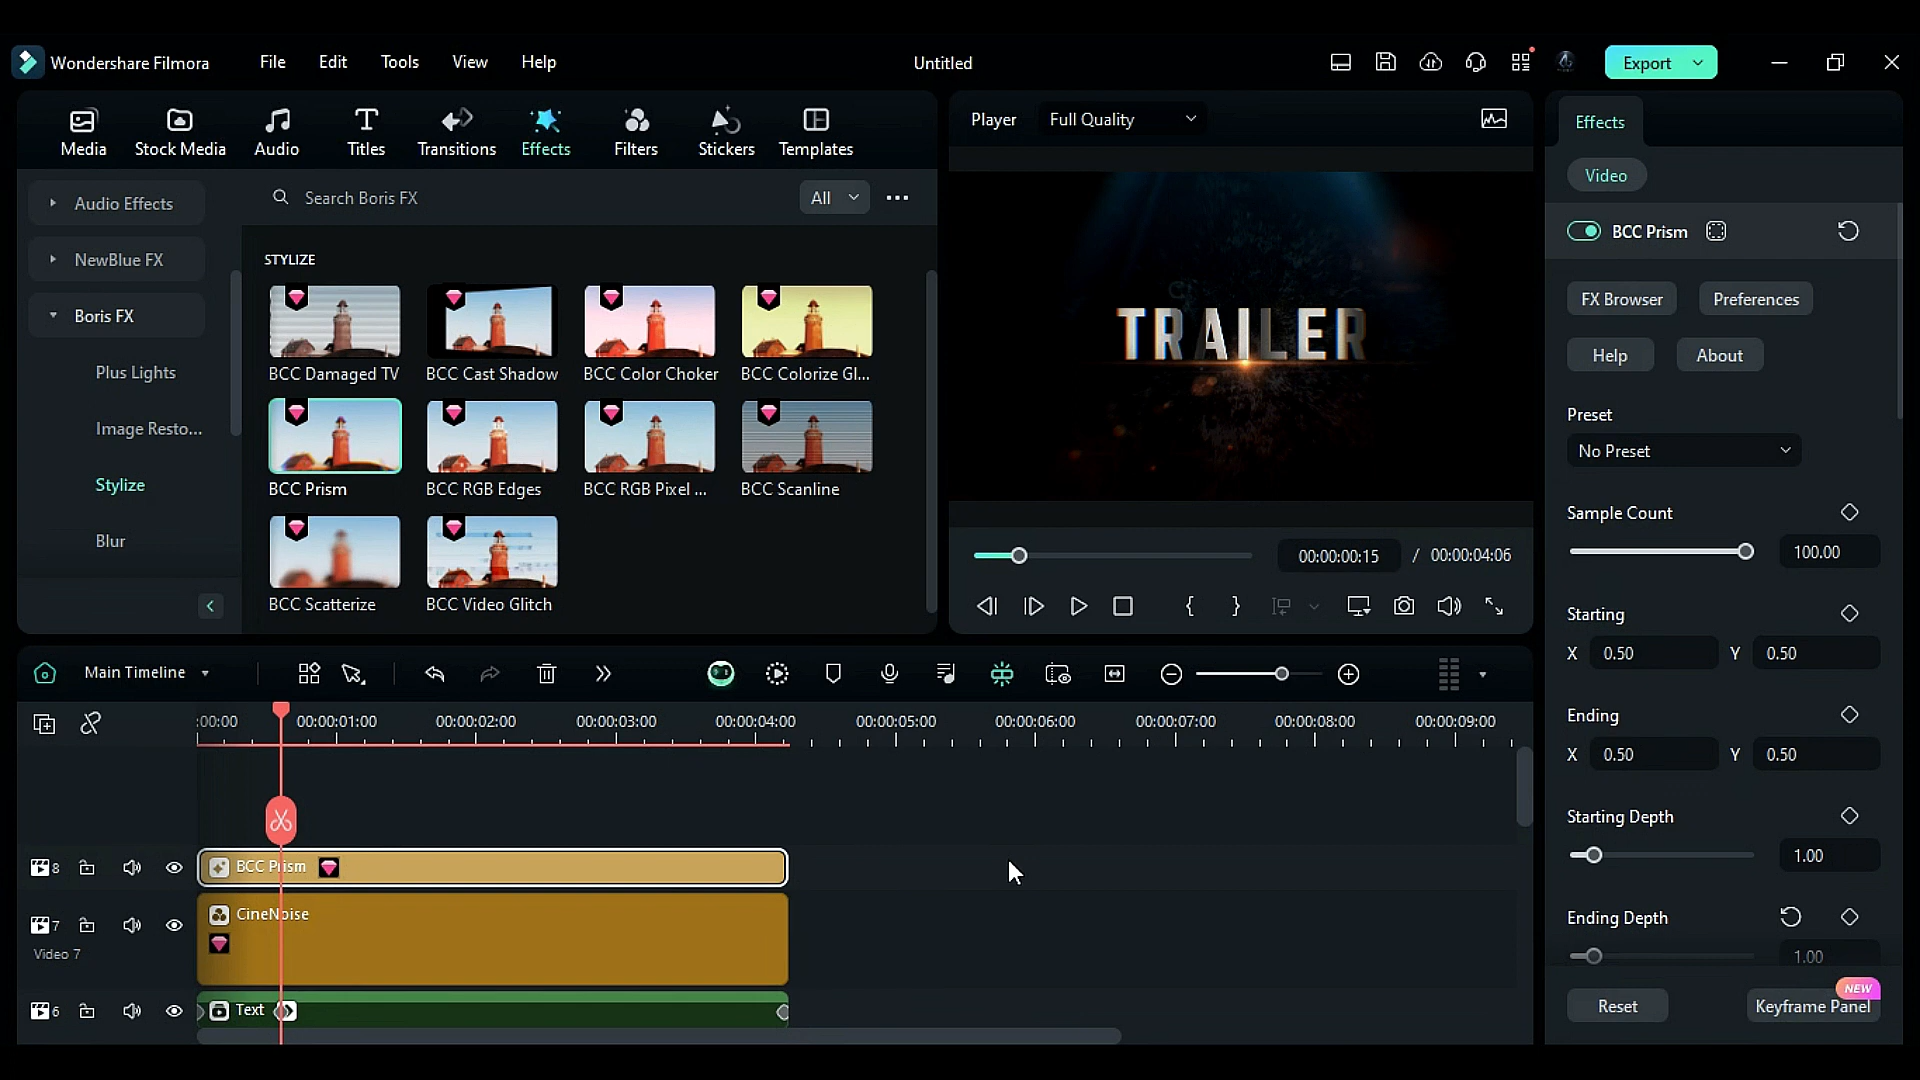 Wondershare Filmora
File
Edit
Tools
View
Help
Untitled
Export
Media
Stock Media
Audio
Titles
Transitions
Effects
Filters
Stickers
Templates
Player
Full Quality
Effects
Video
Audio Effects
NewBlue FX
Boris FX
Plus Lights
Image Resto...
Stylize
Blur
Search Boris FX
All
STYLIZE
BCC Damaged TV
BCC Cast Shadow
BCC Color Choker
BCC Colorize Gl...
BCC Prism
BCC RGB Edges
BCC RGB Pixel ...
BCC Scanline
BCC Scatterize
BCC Video Glitch
TRAILER
00:00:00:15 / 00:00:04:06
BCC Prism
FX Browser
Preferences
Help
About
Preset
No Preset
Sample Count
100.00
Starting
X 0.50 Y 0.50
Ending
X 0.50 Y 0.50
Starting Depth
1.00
Ending Depth
1.00
NEW
Reset
Keyframe Panel
Main Timeline
:00:00
00:00:01:00
00:00:02:00
00:00:03:00
00:00:04:00
00:00:05:00
00:00:06:00
00:00:07:00
00:00:08:00
00:00:09:00
8
BCC Prism
7
CineNoise
Video 7
6
Text